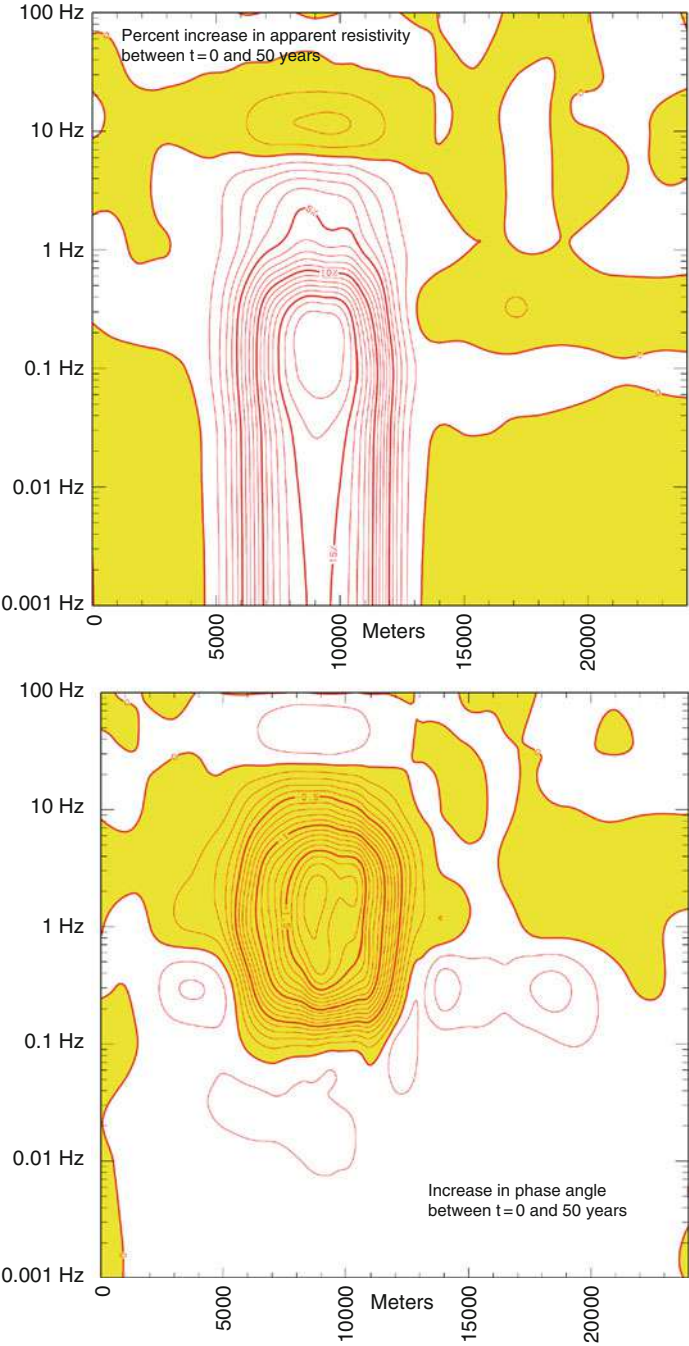 100 Hz
Percent increase in apparent resistivity
between t=0 and 50 years
10 Hz
5%
1 Hz
10%
0.1 Hz
0.01 Hz
15%
0.001 Hz
0
5000
10000
Meters
15000
20000
100 Hz
10 Hz
1 Hz
0.1 Hz
0.01 Hz
Increase in phase angle
between t=0 and 50 years
0.001 Hz
0
5000
10000
Meters
15000
20000